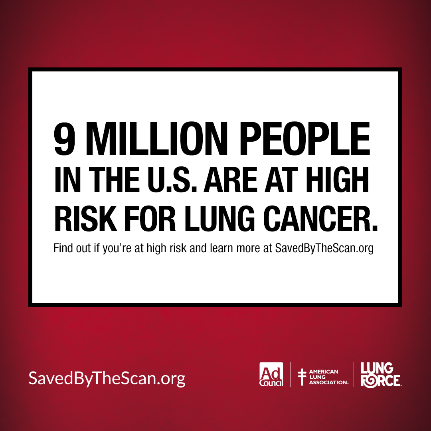 9 MILLION PEOPLE
IN THE U.S. ARE AT HIGH
RISK FOR LUNG CANCER.
Find out if you're at high risk and learn more at SavedByTheScan.org
SavedByTheScan.org
Ad
Council
AMERICAN
LUNG
ASSOCIATION.
LUNG
FORCE